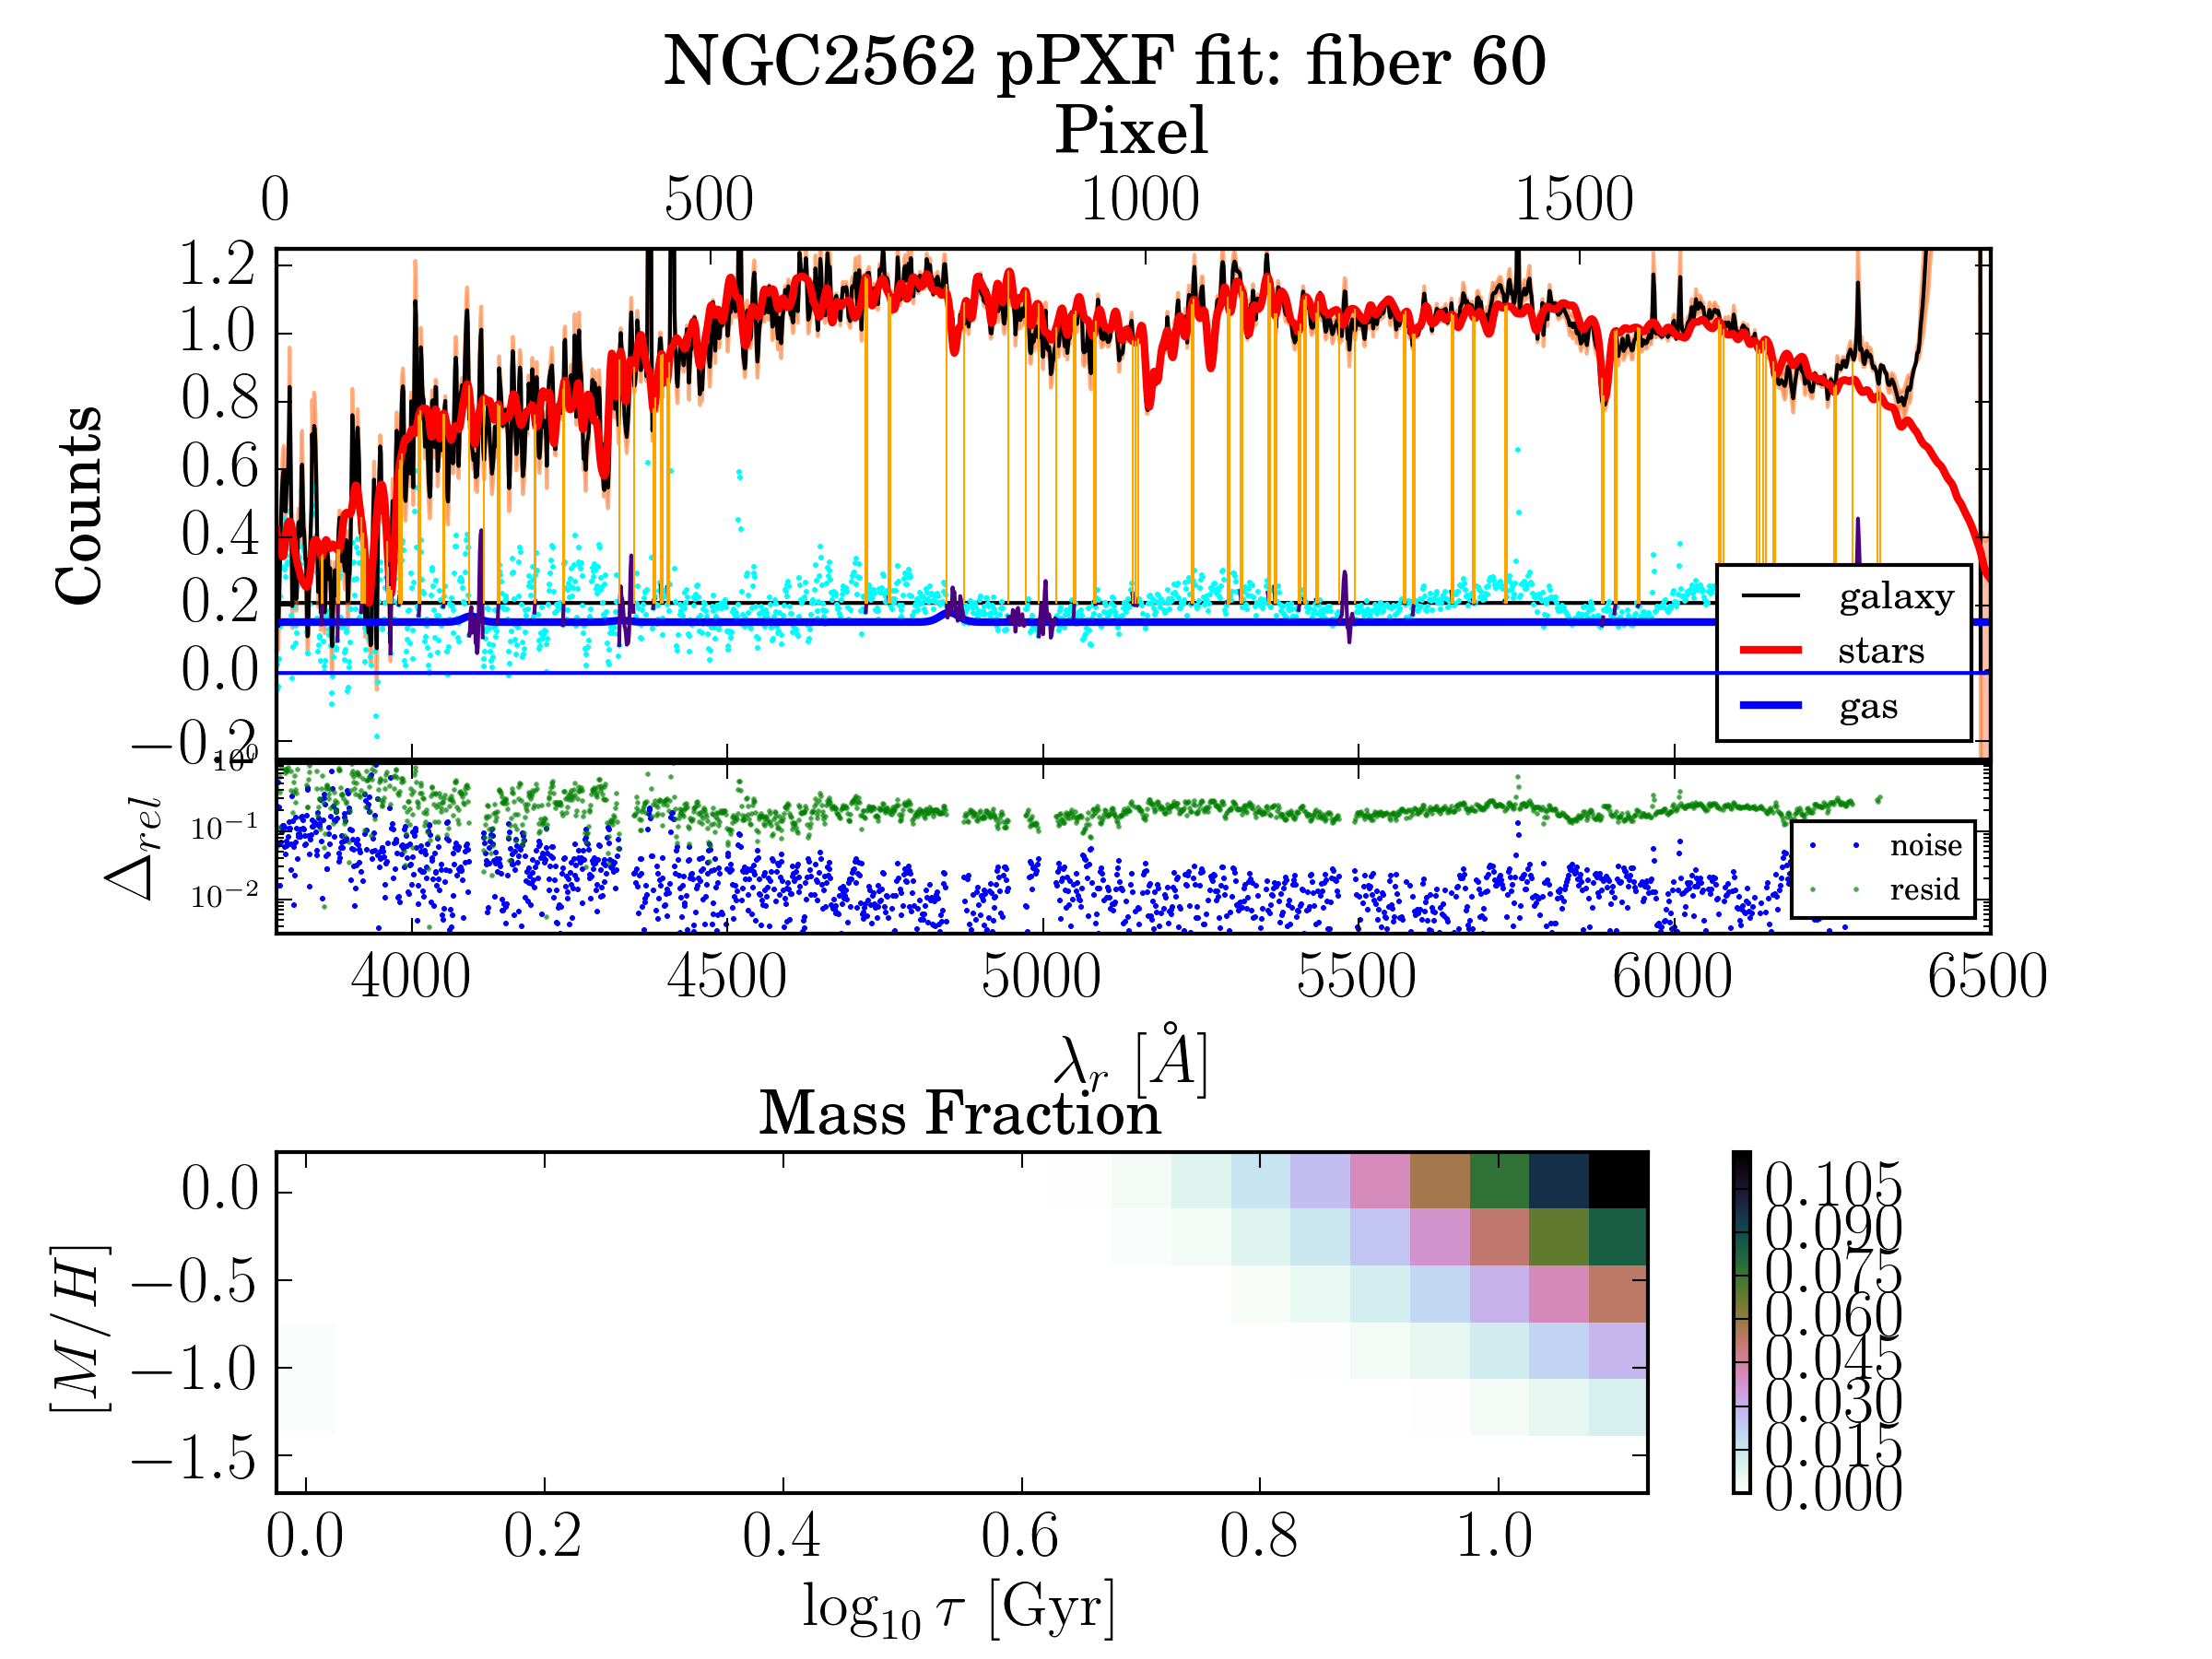 NGC2562 pPXF fit: fiber 60
Pixel
0 500 1000 1500
1.2
1.0
0.8
0.6
0.4
0.2
0.0
−0.2
Counts
galaxy
stars
gas
10⁰
10⁻¹
10⁻²
Δrel
noise
resid
4000 4500 5000 5500 6000 6500
λr [Å]
Mass Fraction
0.0
−0.5
−1.0
−1.5
[M/H]
0.105
0.090
0.075
0.060
0.045
0.030
0.015
0.000
0.0 0.2 0.4 0.6 0.8 1.0
log₁₀ τ [Gyr]